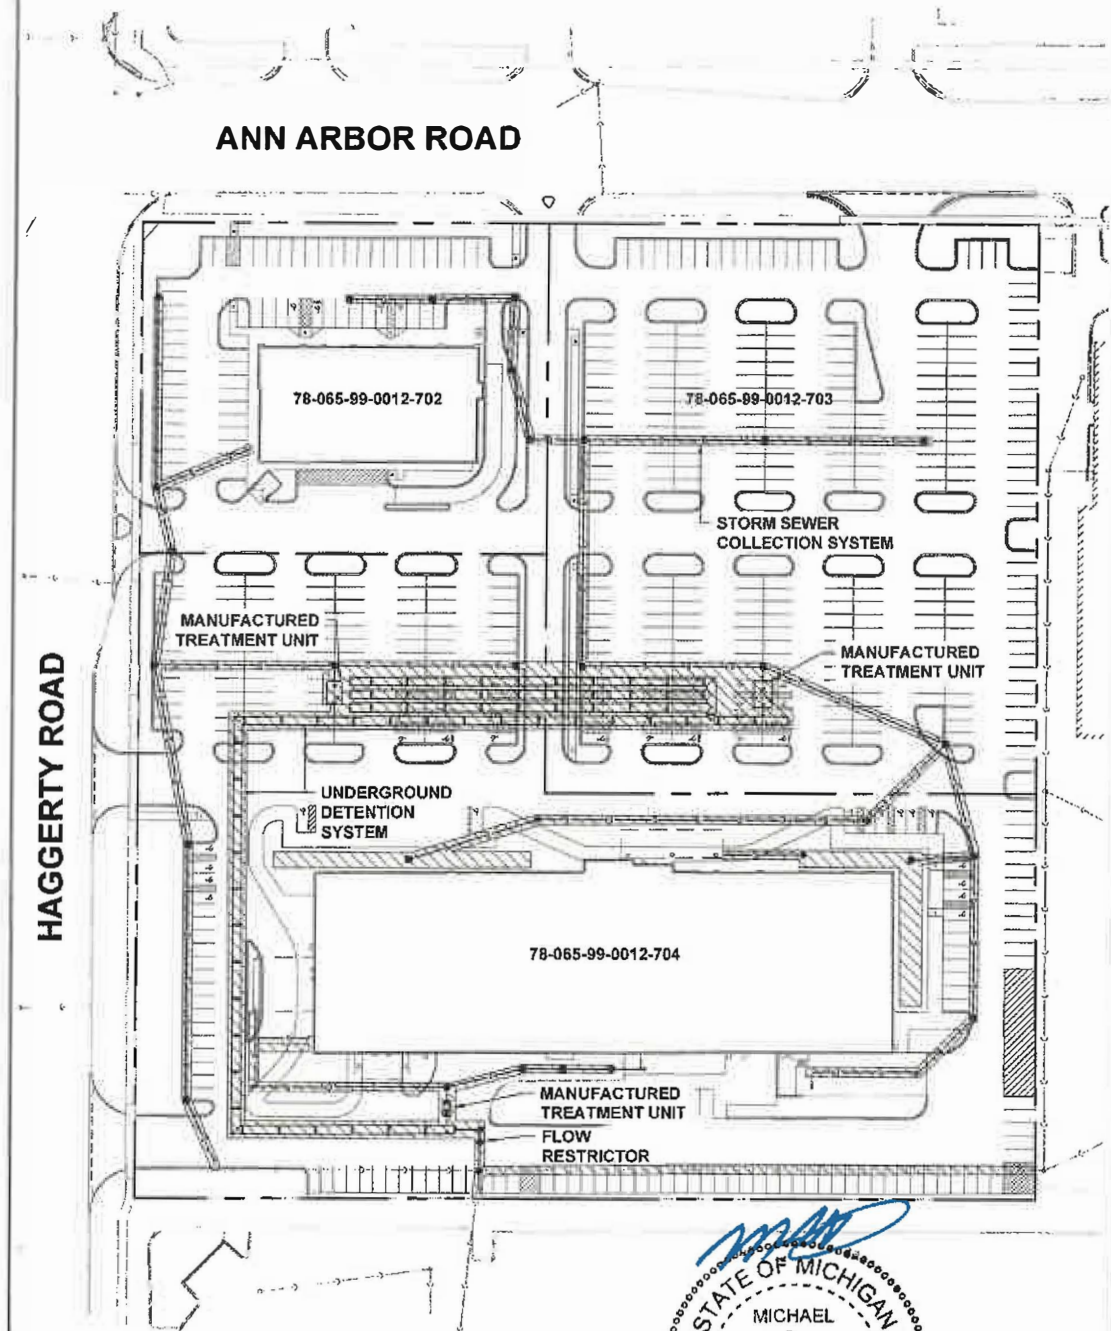 ANN ARBOR ROAD
78-065-99-0012-702
78-065-99-0012-703
STORM SEWER
COLLECTION SYSTEM
MANUFACTURED
TREATMENT UNIT
MANUFACTURED
TREATMENT UNIT
HAGGERTY ROAD
UNDERGROUND
DETENTION
SYSTEM
78-065-99-0012-704
MANUFACTURED
TREATMENT UNIT
FLOW
RESTRICTOR
STATE OF MICHIGAN
MICHAEL